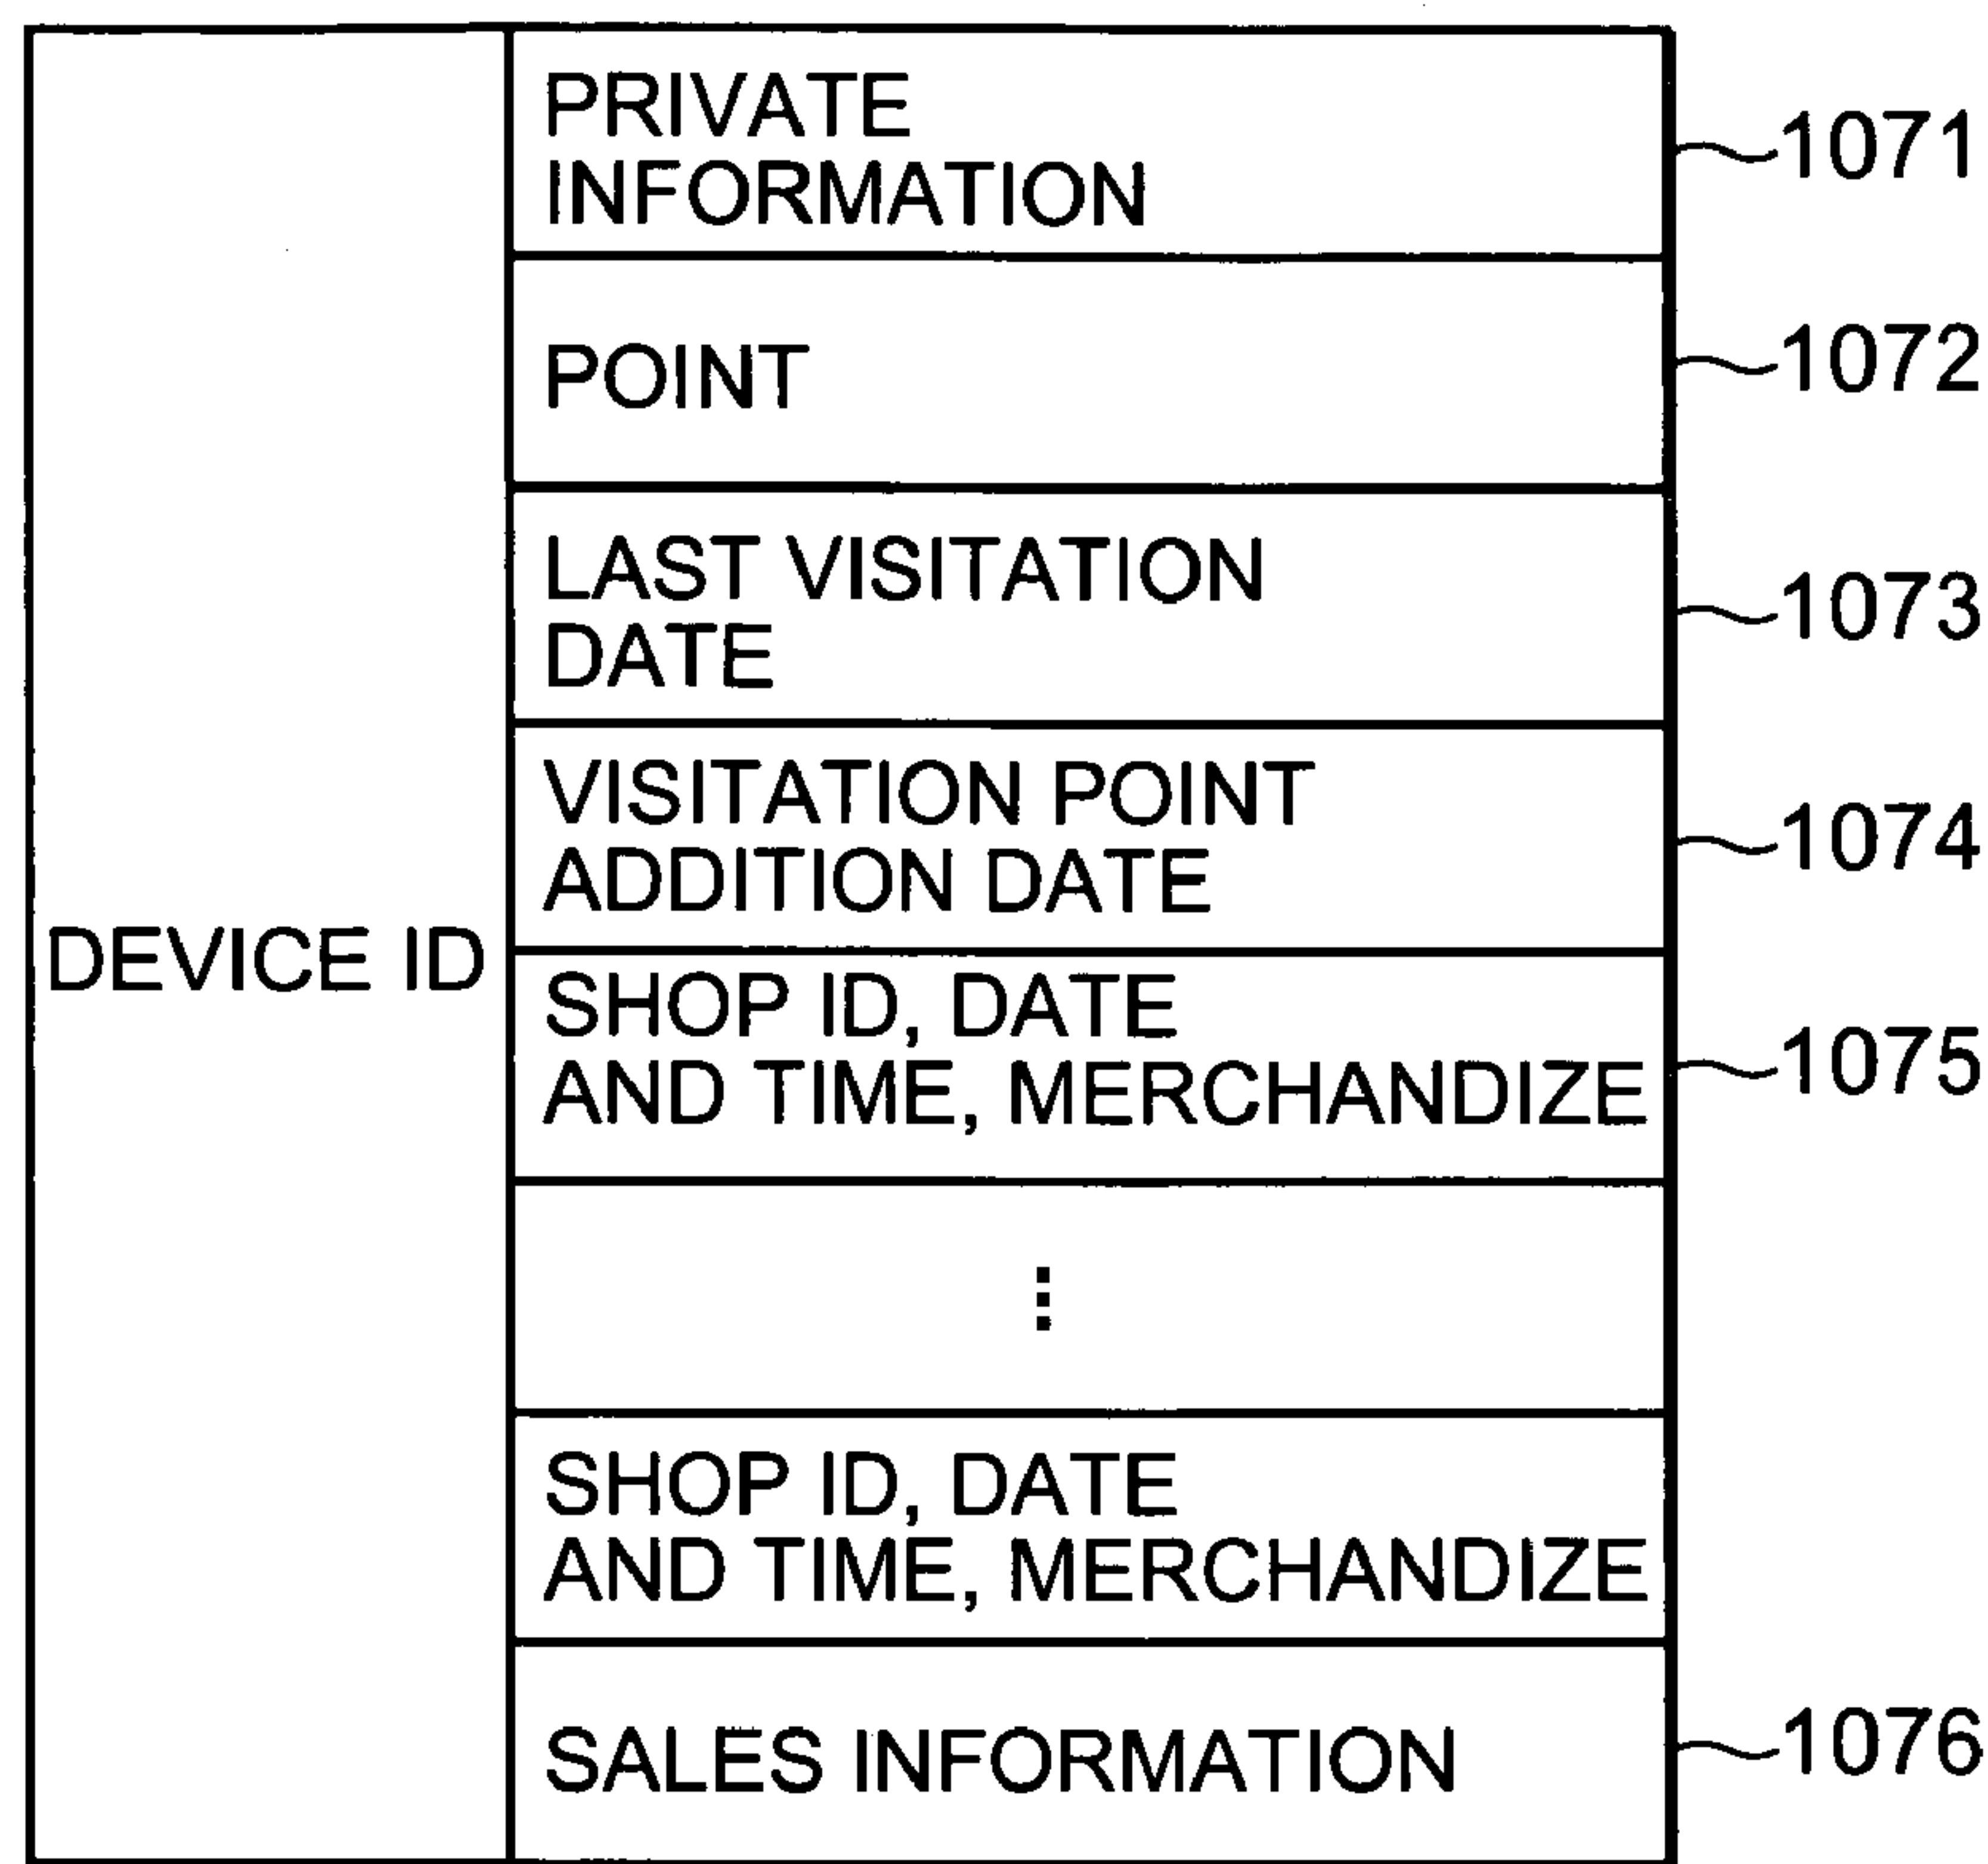 PRIVATE
INFORMATION
1071
POINT
1072
LAST VISITATION
DATE
1073
VISITATION POINT
ADDITION DATE
1074
DEVICE ID
SHOP ID, DATE
AND TIME, MERCHANDIZE
1075
⋮
SHOP ID, DATE
AND TIME, MERCHANDIZE
SALES INFORMATION
1076